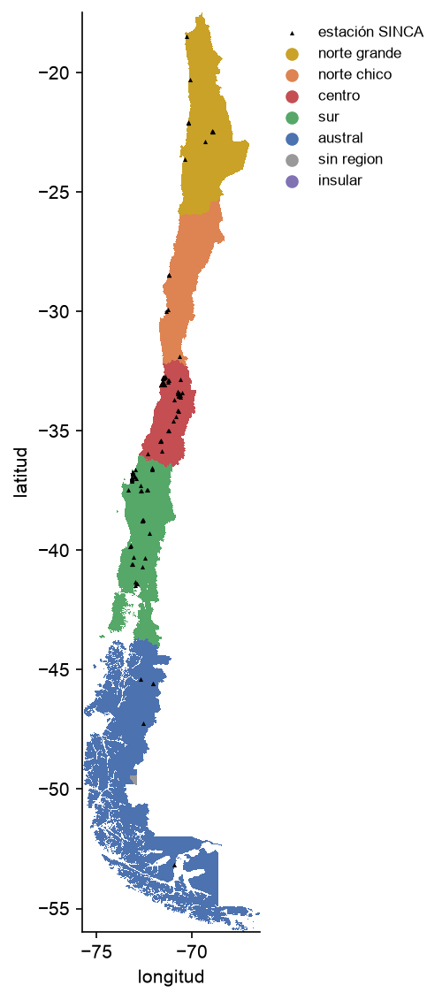 estación SINCA
norte grande
norte chico
centro
sur
austral
sin region
insular
−20
−25
−30
−35
−40
−45
−50
−55
latitud
−75
−70
longitud